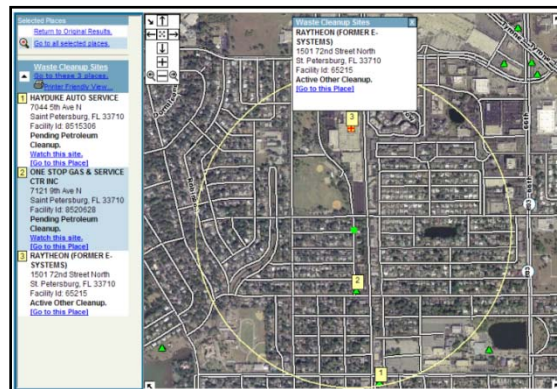 Selected Places
Return to Original Results.
Go to all selected places.
Waste Cleanup Sites
Go to these 3 places.
Printer Friendly View...
1 HAYDUKE AUTO SERVICE
7044 5th Ave N
Saint Petersburg, FL 33710
Facility Id: 8515306
Pending Petroleum
Cleanup.
Watch this site.
[Go to this Place]
2 ONE STOP GAS & SERVICE
CTR INC
7121 9th Ave N
Saint Petersburg, FL 33710
Facility Id: 8520628
Pending Petroleum
Cleanup.
Watch this site.
[Go to this Place]
3 RAYTHEON (FORMER E-
SYSTEMS)
1501 72nd Street North
St. Petersburg, FL 33710
Facility Id: 65215
Active Other Cleanup.
[Go to this Place]
Waste Cleanup Sites X
RAYTHEON (FORMER E-
SYSTEMS)
1501 72nd Street North
St. Petersburg, FL 33710
Facility Id: 65215
Active Other Cleanup.
[Go to this Place]
3
2
1
66th